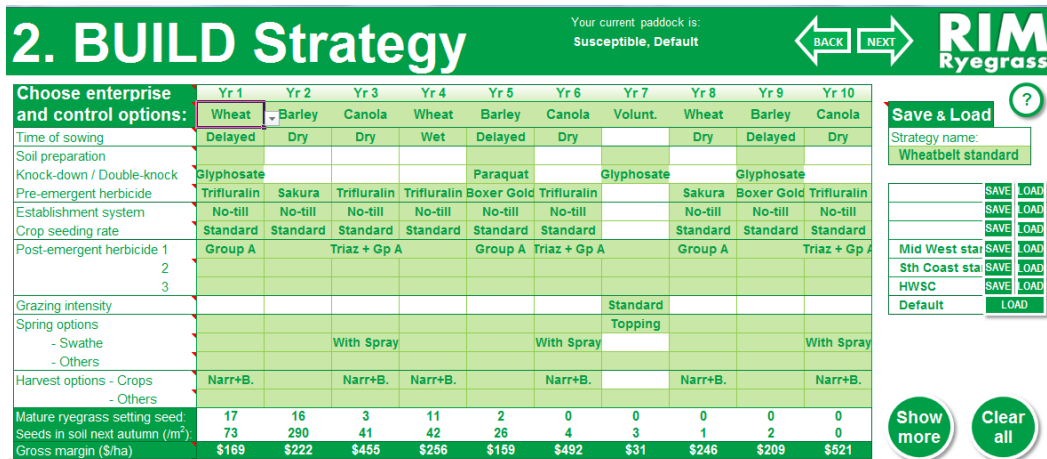 2. BUILD Strategy
Your current paddock is:
Susceptible, Default
BACK NEXT
RIM
Ryegrass
Choose enterprise Yr 1 Yr 2 Yr 3 Yr 4 Yr 5 Yr 6 Yr 7 Yr 8 Yr 9 Yr 10
and control options: Wheat Barley Canola Wheat Barley Canola Volunt. Wheat Barley Canola
Time of sowing Delayed Dry Dry Wet Delayed Dry Dry Delayed Dry
Soil preparation
Knock-down / Double-knock Glyphosate Paraquat Glyphosate Glyphosate
Pre-emergent herbicide Trifluralin Sakura Trifluralin Trifluralin Boxer Gold Trifluralin Sakura Boxer Gold Trifluralin
Establishment system No-till No-till No-till No-till No-till No-till No-till No-till No-till
Crop seeding rate Standard Standard Standard Standard Standard Standard Standard Standard Standard
Post-emergent herbicide 1 Group A Triaz + Gp A Group A Triaz + Gp A Group A Triaz + Gp A
2
3
Grazing intensity Standard
Spring options Topping
- Swathe With Spray With Spray With Spray
- Others
Harvest options - Crops Narr+B. Narr+B. Narr+B. Narr+B. Narr+B. Narr+B.
- Others
Mature ryegrass setting seed: 17 16 3 11 2 0 0 0 0 0
Seeds in soil next autumn (/m²): 73 290 41 42 26 4 3 1 2 0
Gross margin ($/ha) $169 $222 $455 $256 $159 $492 $31 $246 $209 $521
?
Save & Load
Strategy name:
Wheatbelt standard
SAVE LOAD
SAVE LOAD
SAVE LOAD
Mid West star SAVE LOAD
Sth Coast sta SAVE LOAD
HWSC SAVE LOAD
Default LOAD
Show
more
Clear
all